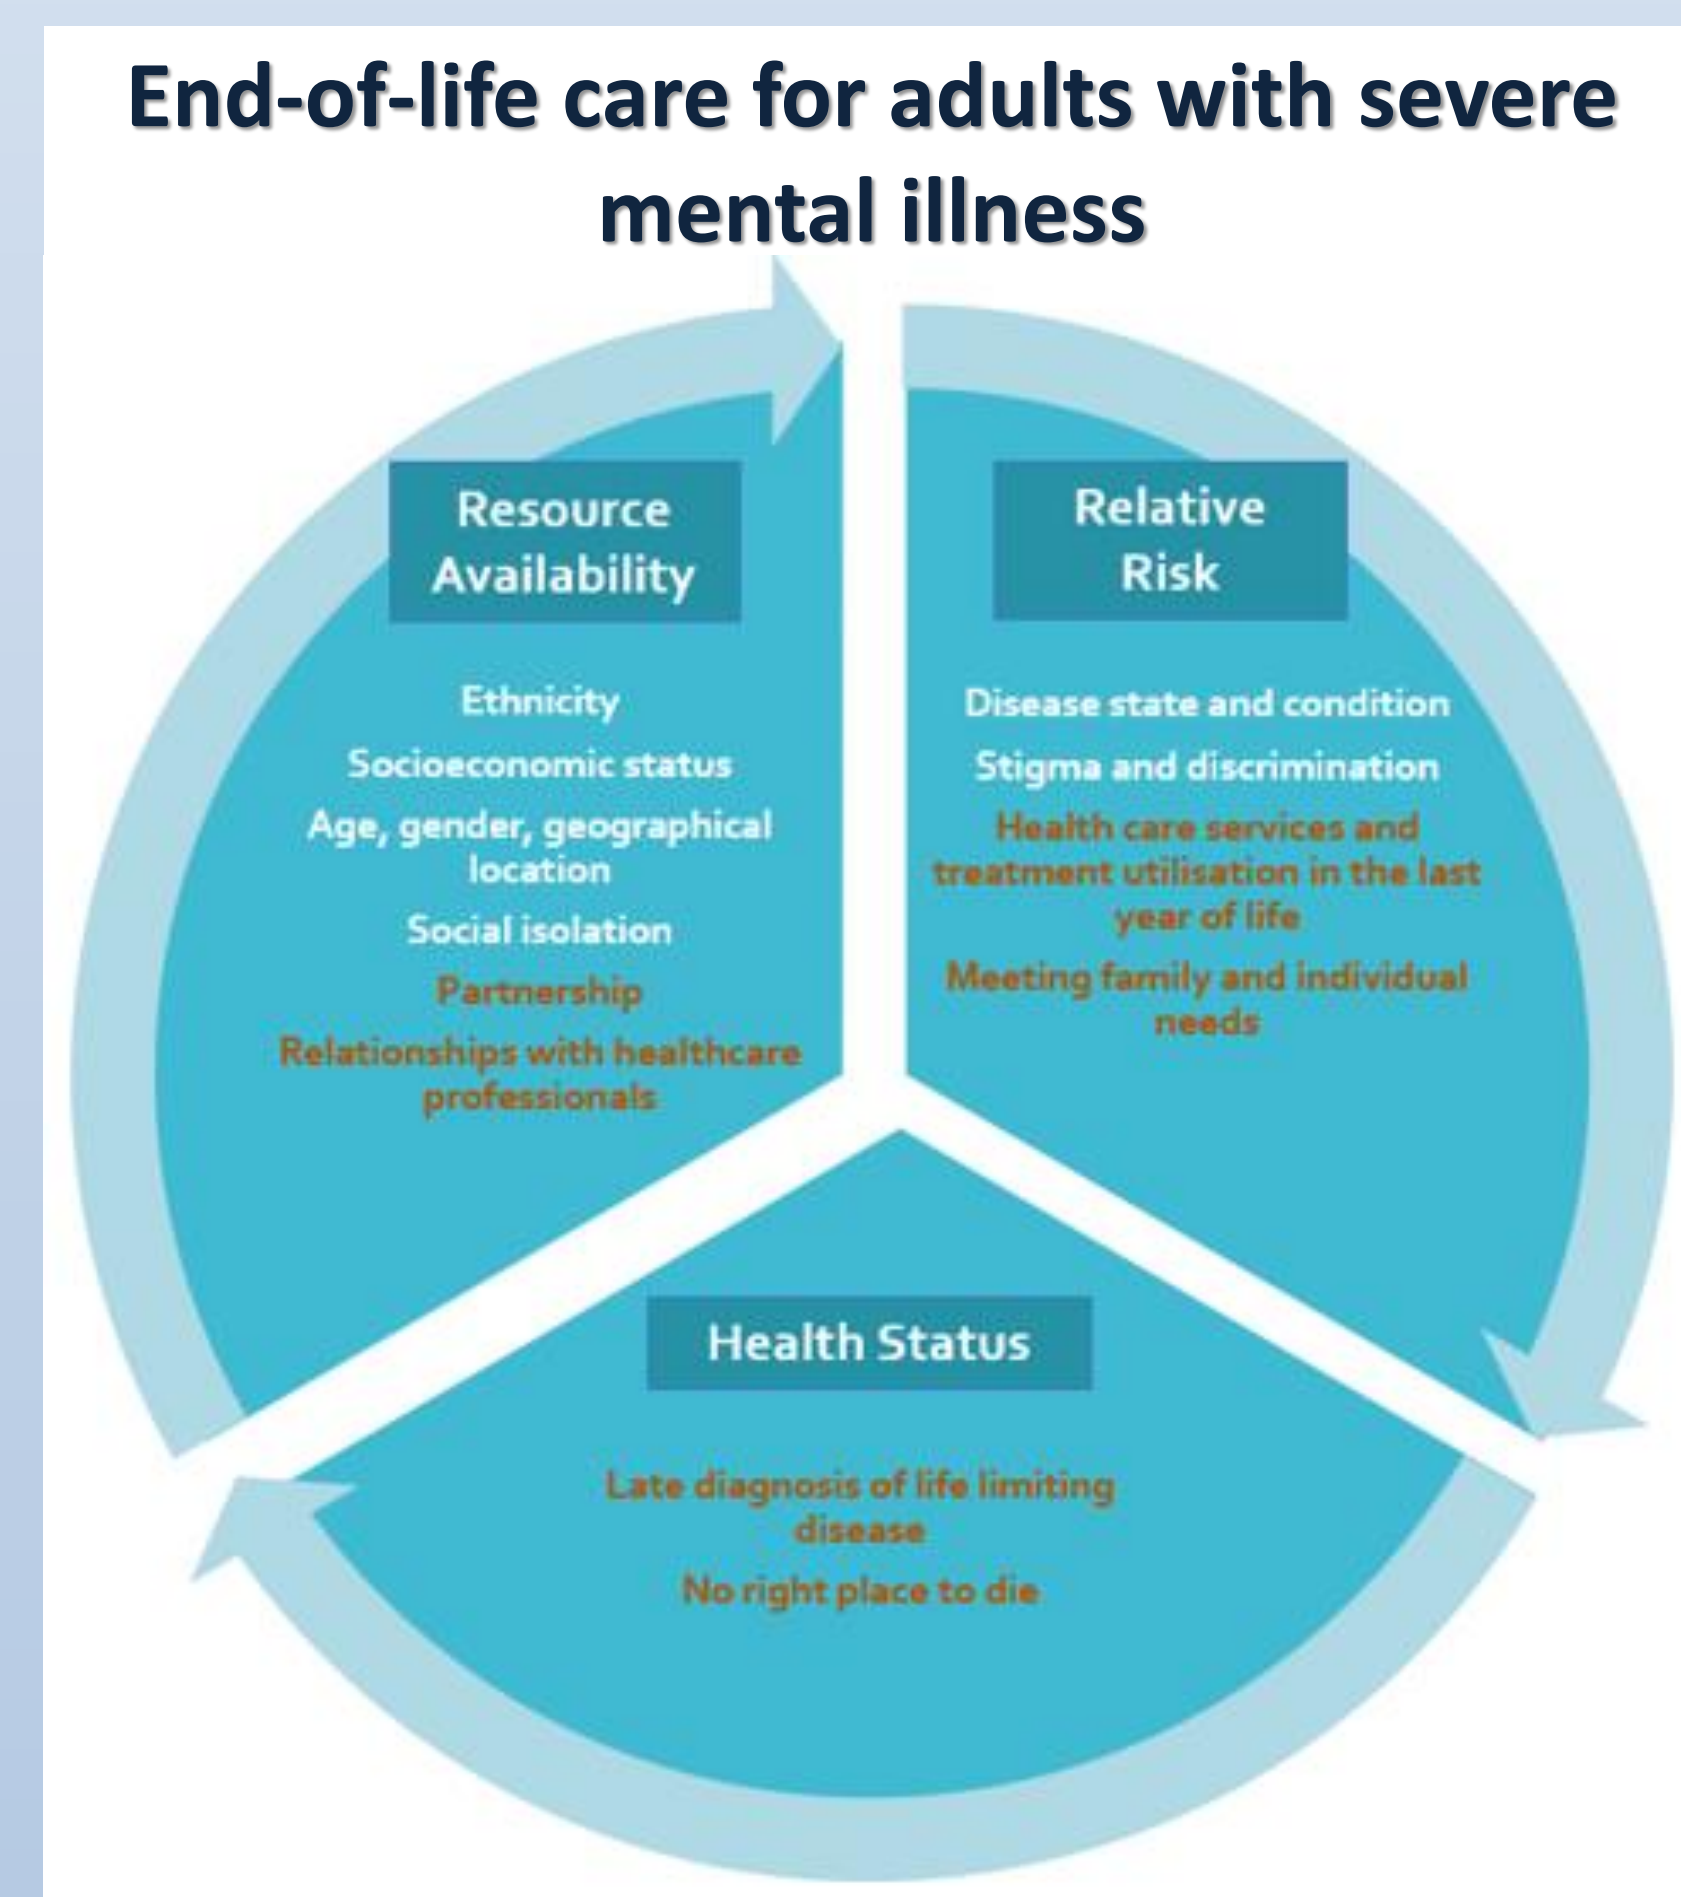 End-of-life care for adults with severe
mental illness
Resource
Availability
Ethnicity
Socioeconomic status
Age, gender, geographical
location
Social isolation
Partnership
Relationships with healthcare
professionals
Relative
Risk
Disease state and condition
Stigma and discrimination
Health care services and
treatment utilisation in the last
year of life
Meeting family and individual
needs
Health Status
Late diagnosis of life limiting
disease
No right place to die